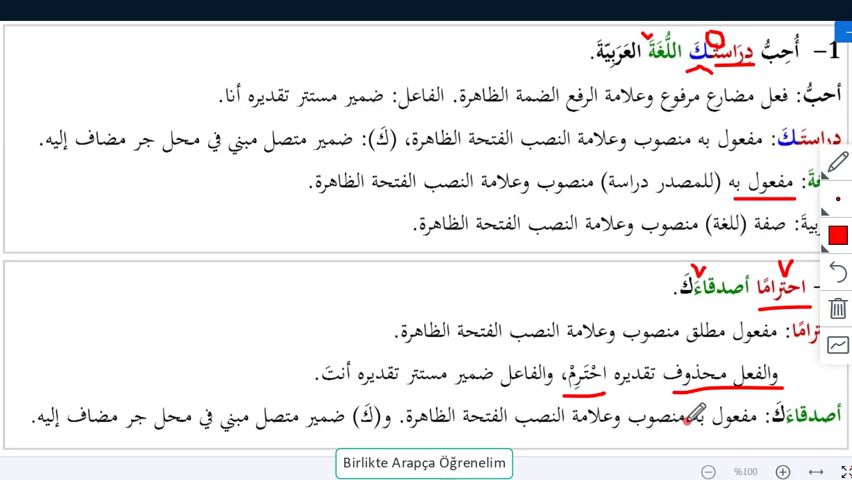 1– أُحِبُّ دِرَاسَتَـكَ اللُّغَةَ العَرَبِيّةَ.
أحبُّ: فعل مضارع مرفوع وعلامة الرفع الضمة الظاهرة. الفاعل: ضمير مستتر تقديره أنا.
دراستَـكَ: مفعول به منصوب وعلامة النصب الفتحة الظاهرة، (كَ): ضمير متصل مبني في محل جر مضاف إليه.
مفعول به (للمصدر دراسة) منصوب وعلامة النصب الفتحة الظاهرة.
صفة (للغة) منصوب وعلامة النصب الفتحة الظاهرة.
احترامًا أصدقاءَكَ.
مفعول مطلق منصوب وعلامة النصب الفتحة الظاهرة.
والفعل محذوف تقديره احْتَرِمْ، والفاعل ضمير مستتر تقديره أنتَ.
أصدقاءَكَ: مفعول به منصوب وعلامة النصب الفتحة الظاهرة. و(كَ) ضمير متصل مبني في محل جر مضاف إليه.
Birlikte Arapça Öğrenelim
%100